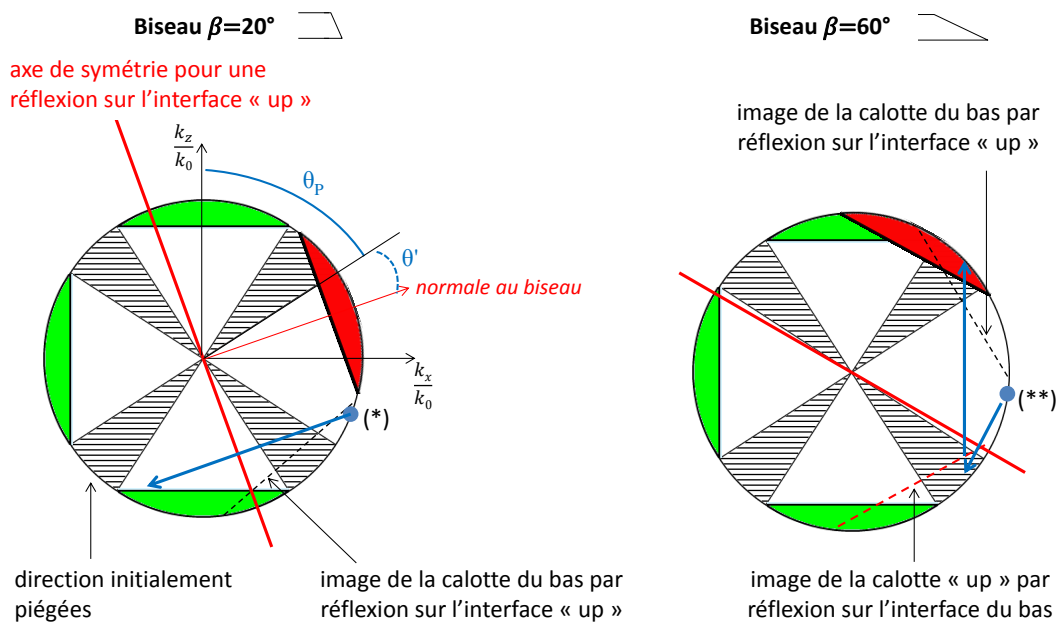 Biseau β=20°
axe de symétrie pour une
réflexion sur l'interface « up »
k_z
k_0
θ_P
θ'
normale au biseau
k_x
k_0
(*)
direction initialement
piégées
image de la calotte du bas par
réflexion sur l'interface « up »
Biseau β=60°
image de la calotte du bas par
réflexion sur l'interface « up »
(**)
image de la calotte « up » par
réflexion sur l'interface du bas